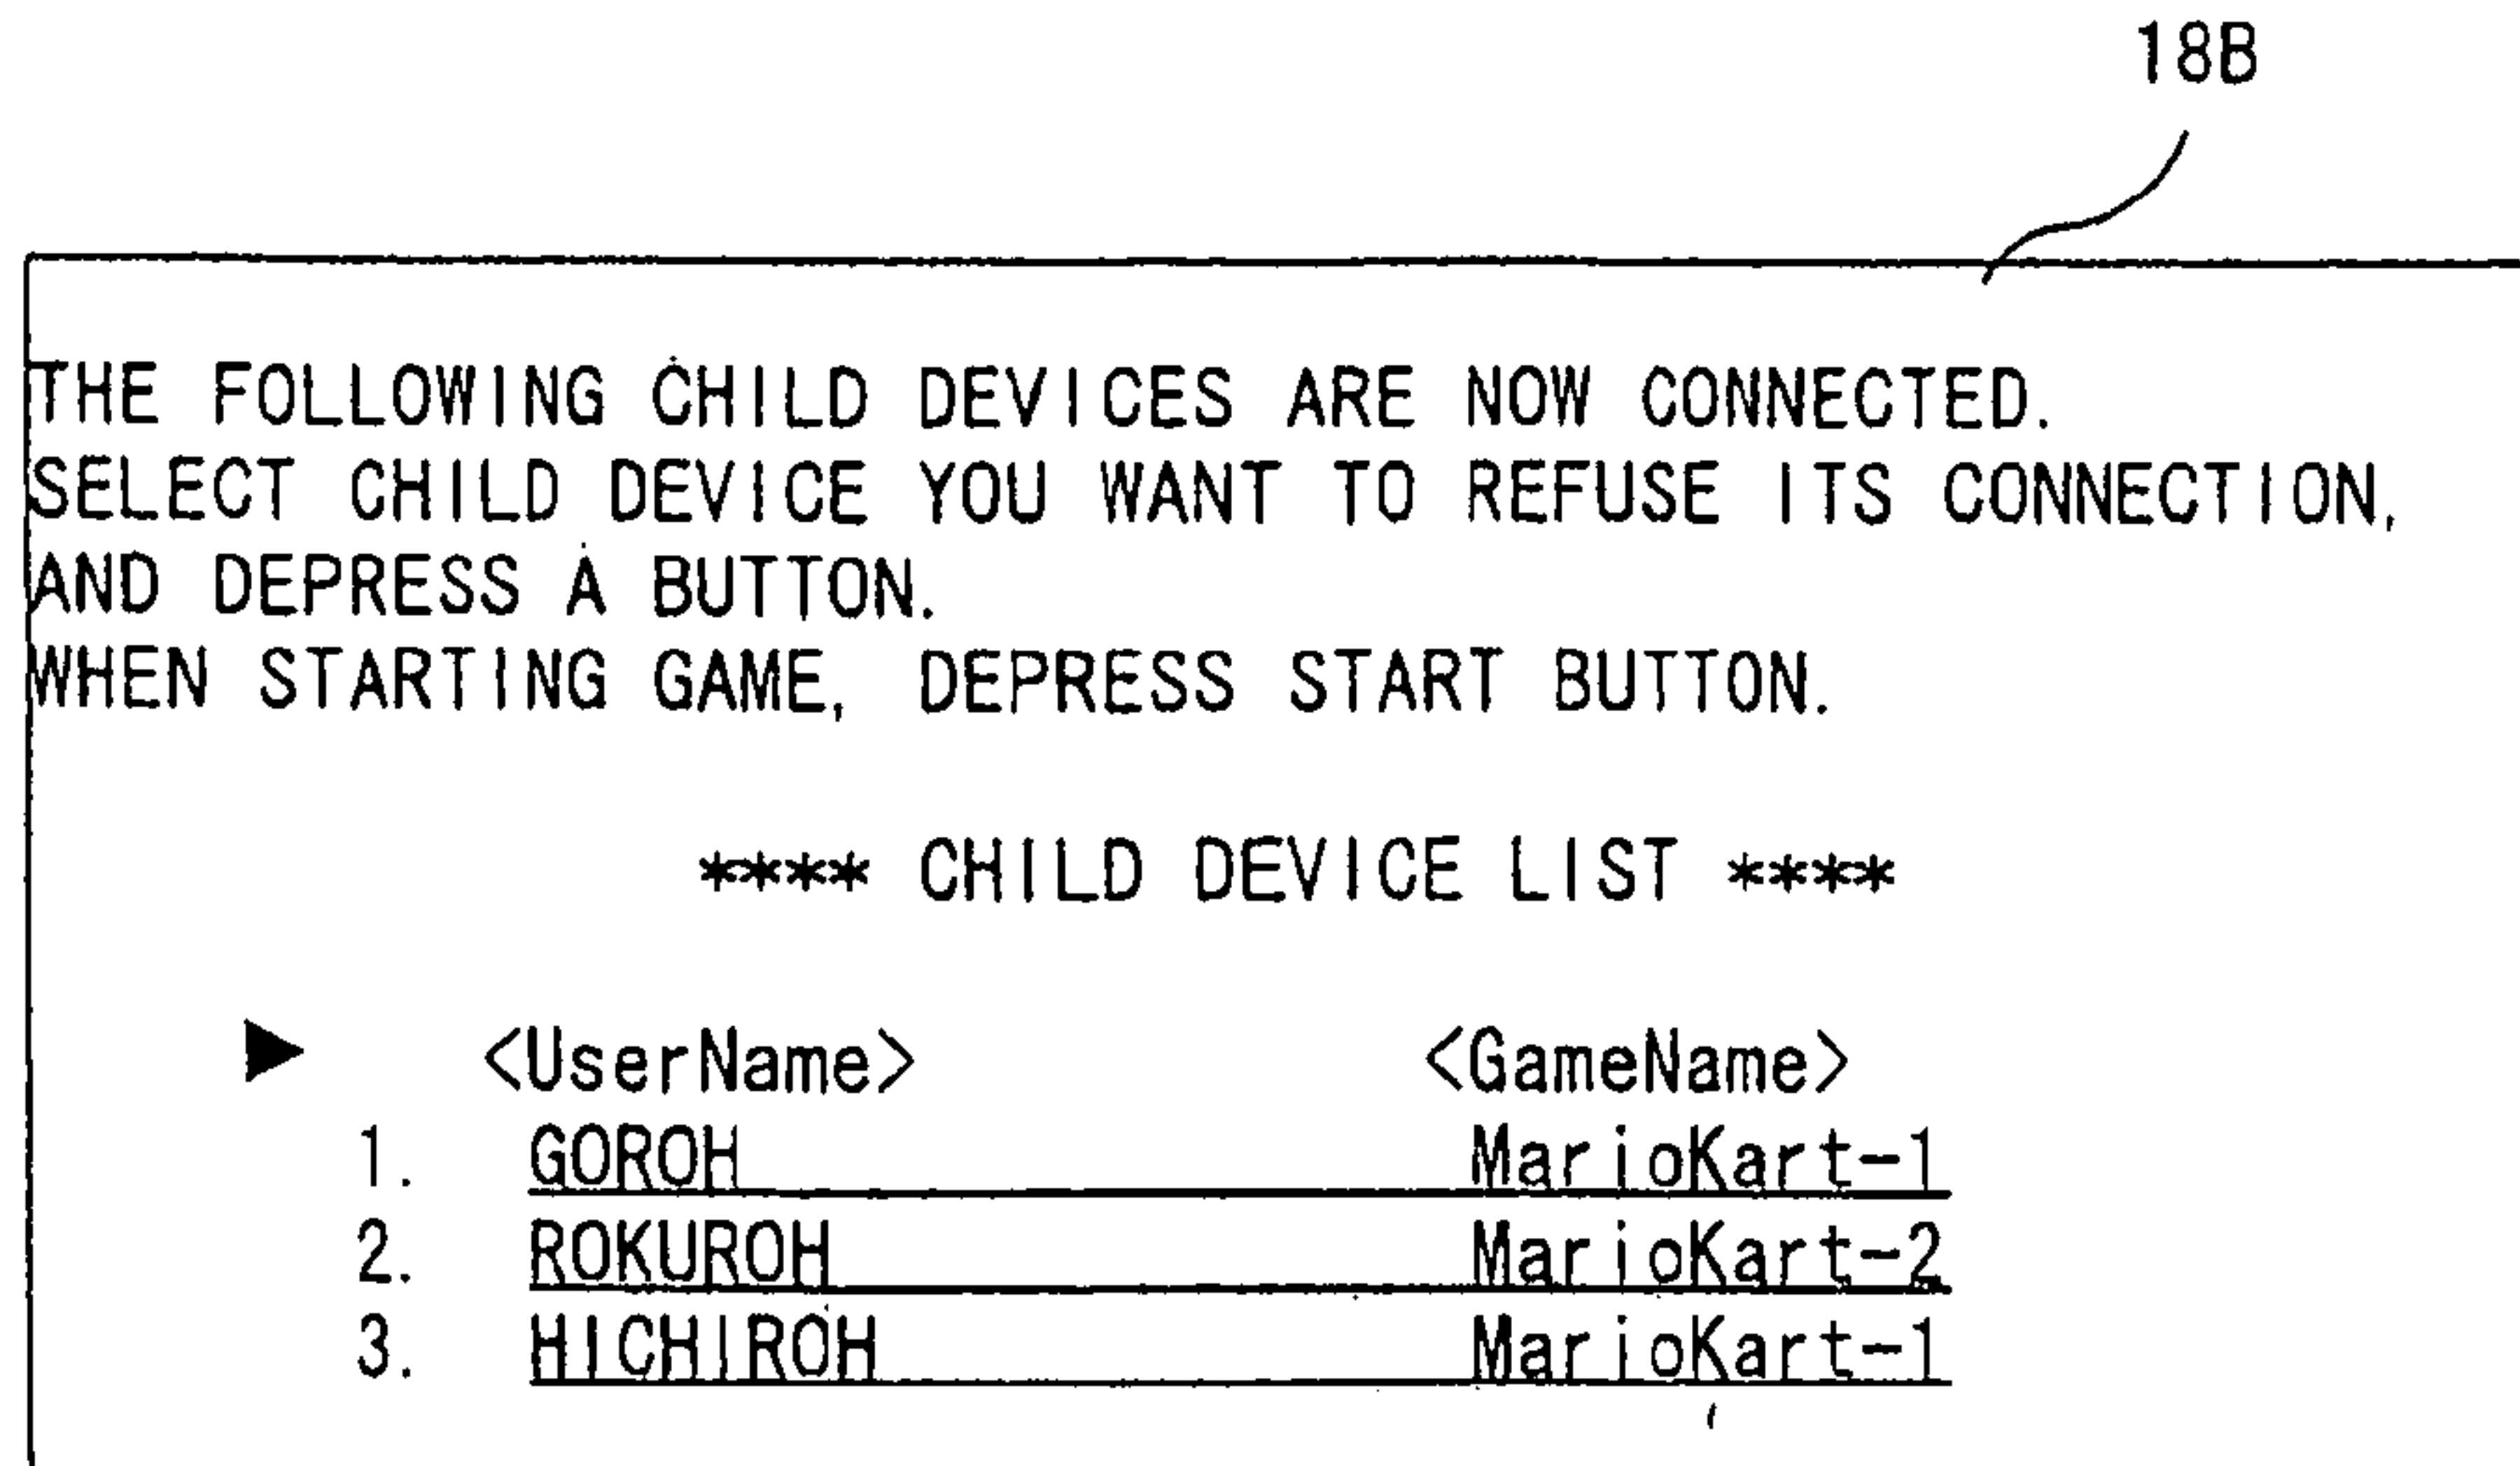 18B
THE FOLLOWING CHILD DEVICES ARE NOW CONNECTED.
SELECT CHILD DEVICE YOU WANT TO REFUSE ITS CONNECTION,
AND DEPRESS A BUTTON.
WHEN STARTING GAME, DEPRESS START BUTTON.
**** CHILD DEVICE LIST ****
▶ <UserName> <GameName>
1. GOROH MarioKart-1
2. ROKUROH MarioKart-2
3. HICHIROH MarioKart-1